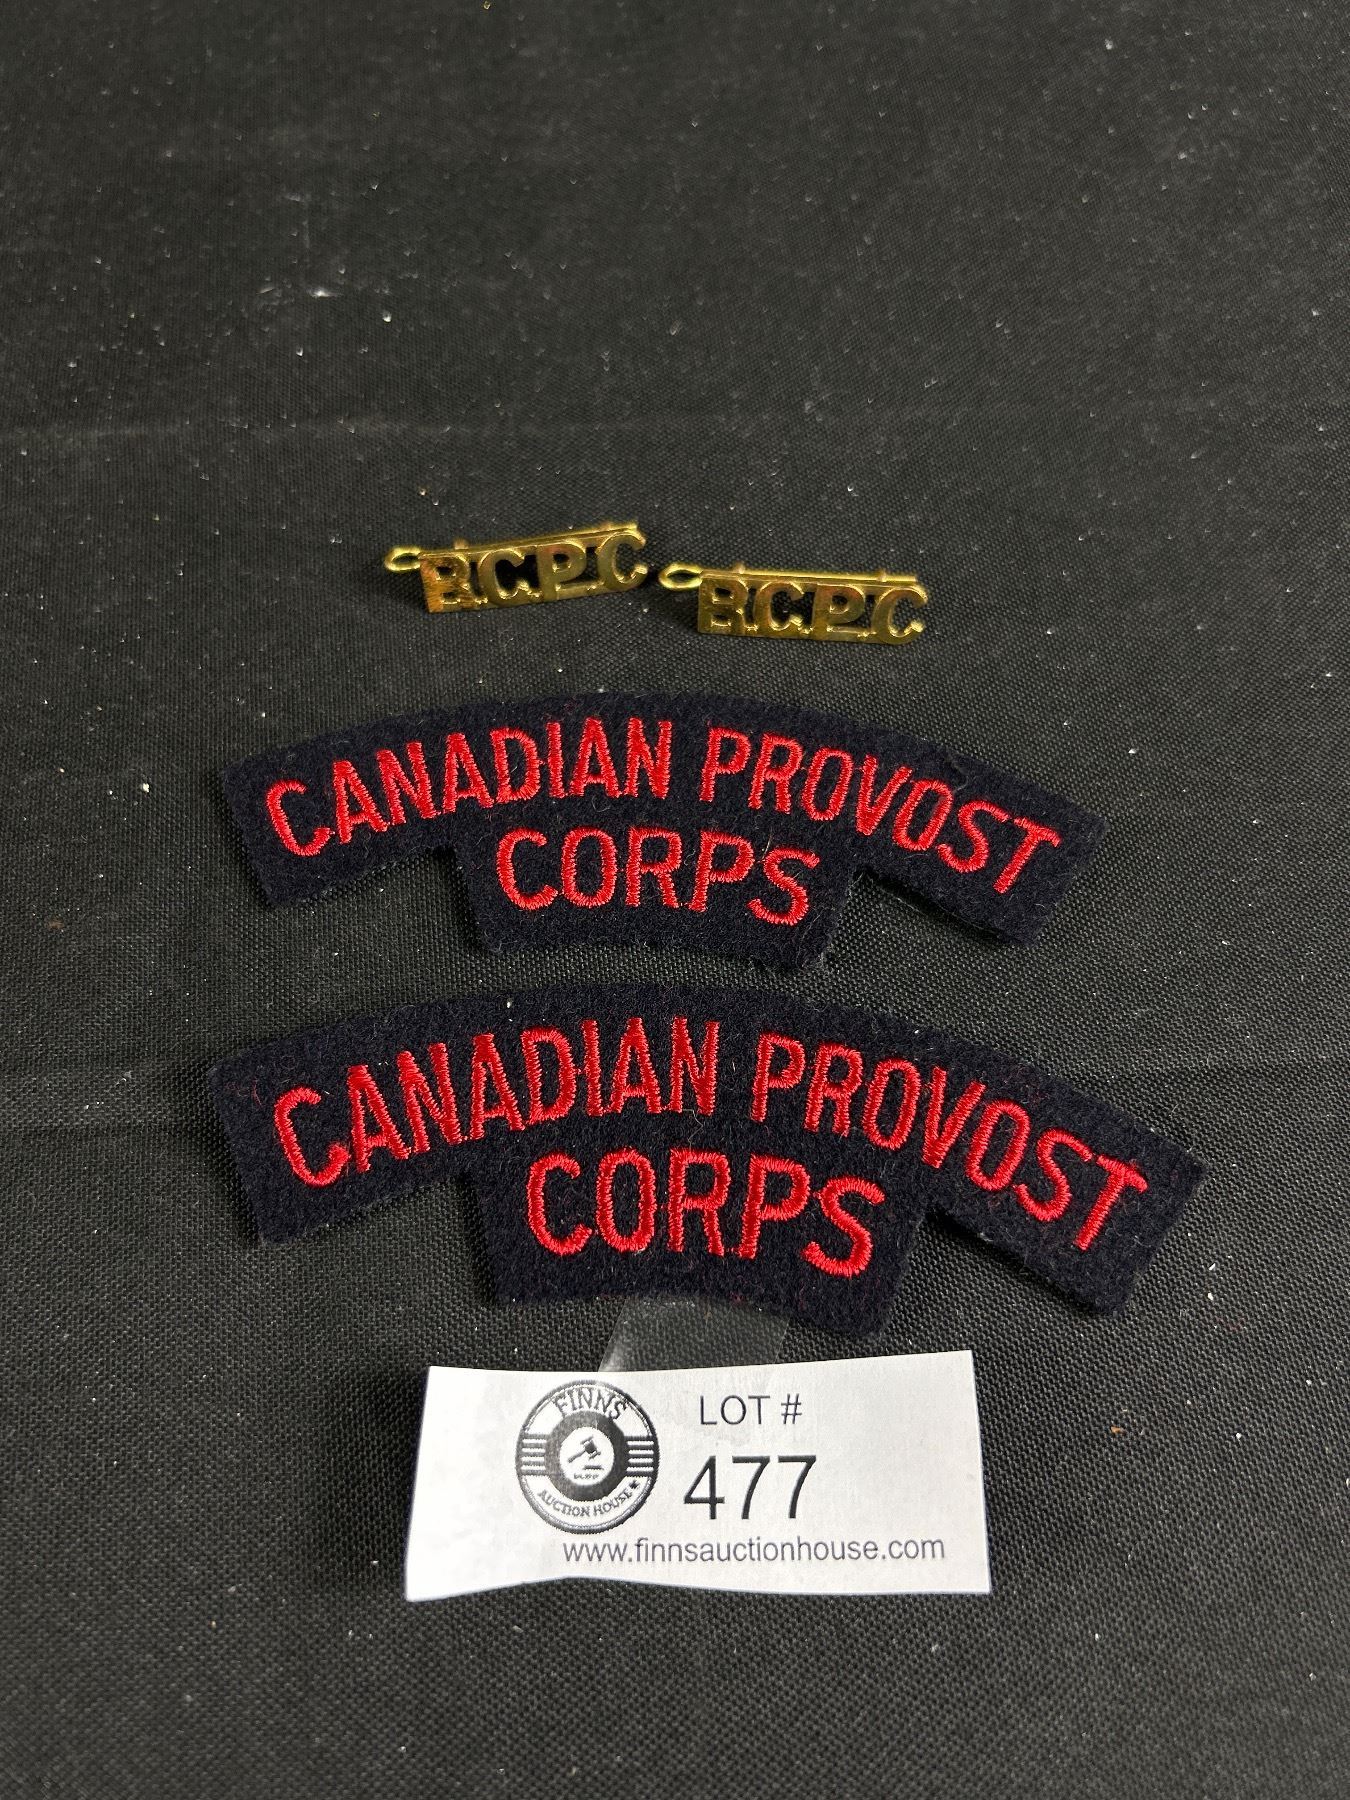 B.C.P.C
B.C.P.C
CANADIAN PROVOST
CORPS
CANADIAN PROVOST
CORPS
FINNS
AUCTION HOUSE
LOT #
477
www.finnsauctionhouse.com